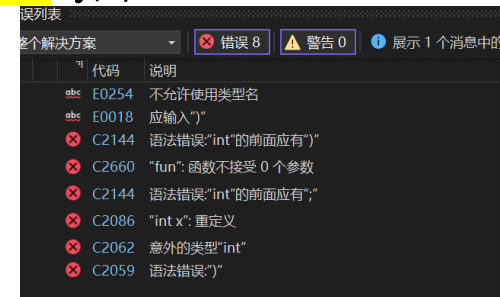 误列表
整个解决方案 错误 8 警告 0 展示 1 个消息中的
代码 说明
abc E0254 不允许使用类型名
abc E0018 应输入")"
C2144 语法错误:"int"的前面应有")"
C2660 "fun": 函数不接受 0 个参数
C2144 语法错误:"int"的前面应有";"
C2086 "int x": 重定义
C2062 意外的类型"int"
C2059 语法错误:")"